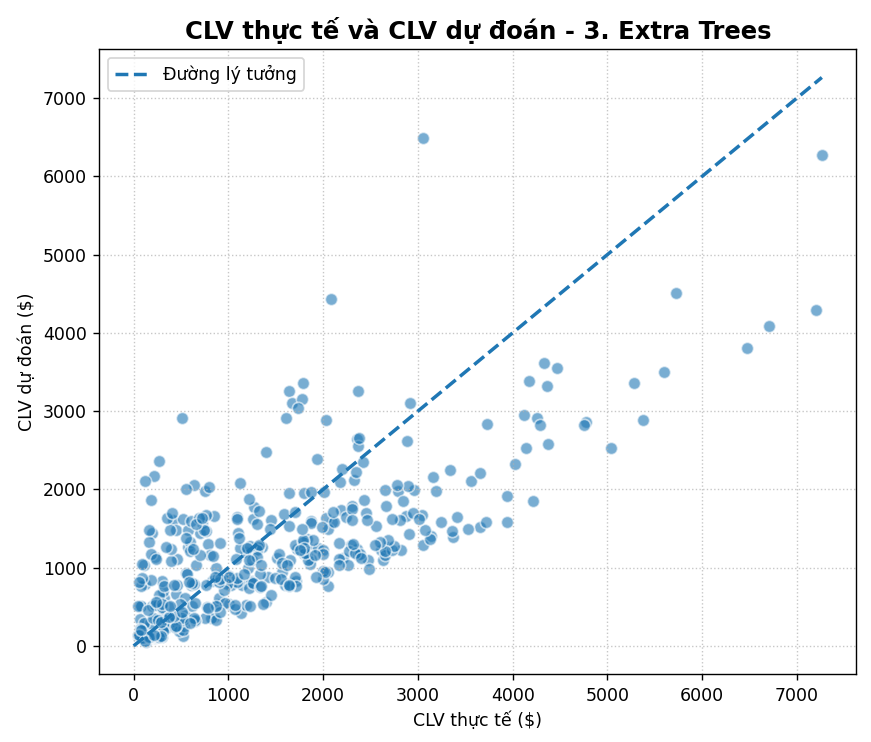 CLV thực tế và CLV dự đoán - 3. Extra Trees
Đường lý tưởng
7000
6000
5000
4000
3000
2000
1000
0
CLV dự đoán ($)
0 1000 2000 3000 4000 5000 6000 7000
CLV thực tế ($)